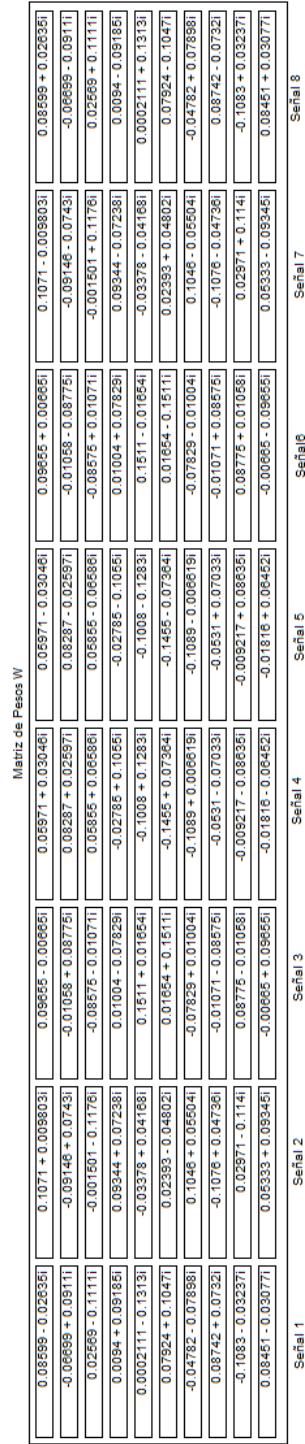 Matriz de Pesos W
0.08599 - 0.02635i 0.1071 + 0.009803i 0.09655 - 0.00665i 0.05971 + 0.03046i 0.05971 - 0.03046i 0.09655 + 0.00665i 0.1071 - 0.009803i 0.08599 + 0.02635i
-0.06699 + 0.0911i -0.09146 + 0.0743i -0.01058 + 0.08775i 0.08287 + 0.02597i 0.08287 - 0.02597i -0.01058 - 0.08775i -0.09146 - 0.0743i -0.06699 - 0.0911i
0.02569 - 0.1111i -0.001501 - 0.1176i -0.08575 - 0.01071i 0.05855 + 0.06586i 0.05855 - 0.06586i -0.08575 + 0.01071i -0.001501 + 0.1176i 0.02569 + 0.1111i
0.0094 + 0.09185i 0.09344 + 0.07238i 0.01004 - 0.07829i -0.02785 + 0.1055i -0.02785 - 0.1055i 0.01004 + 0.07829i 0.09344 - 0.07238i 0.0094 - 0.09185i
0.0002111 - 0.1313i -0.03378 + 0.04168i 0.1511 + 0.01654i -0.1008 + 0.1283i -0.1008 - 0.1283i 0.1511 - 0.01654i -0.03378 - 0.04168i 0.0002111 + 0.1313i
0.07924 + 0.1047i 0.02393 - 0.04802i 0.01654 + 0.1511i -0.1455 + 0.07364i -0.1455 - 0.07364i 0.01654 - 0.1511i 0.02393 + 0.04802i 0.07924 - 0.1047i
-0.04782 - 0.07898i 0.1046 + 0.05504i -0.07829 + 0.01004i -0.1089 + 0.006619i -0.1089 - 0.006619i -0.07829 - 0.01004i 0.1046 - 0.05504i -0.04782 + 0.07898i
0.08742 + 0.0732i -0.1076 + 0.04736i -0.01071 - 0.08575i -0.0531 - 0.07033i -0.0531 + 0.07033i -0.01071 + 0.08575i -0.1076 - 0.04736i 0.08742 - 0.0732i
-0.1083 - 0.03237i 0.02971 - 0.114i 0.08775 - 0.01058i -0.009217 - 0.08635i -0.009217 + 0.08635i 0.08775 + 0.01058i 0.02971 + 0.114i -0.1083 + 0.03237i
0.08451 - 0.03077i 0.05333 + 0.09345i -0.00665 + 0.09655i -0.01816 - 0.06452i -0.01816 + 0.06452i -0.00665 - 0.09655i 0.05333 - 0.09345i 0.08451 + 0.03077i
Señal 1 Señal 2 Señal 3 Señal 4 Señal 5 Señal6 Señal 7 Señal 8